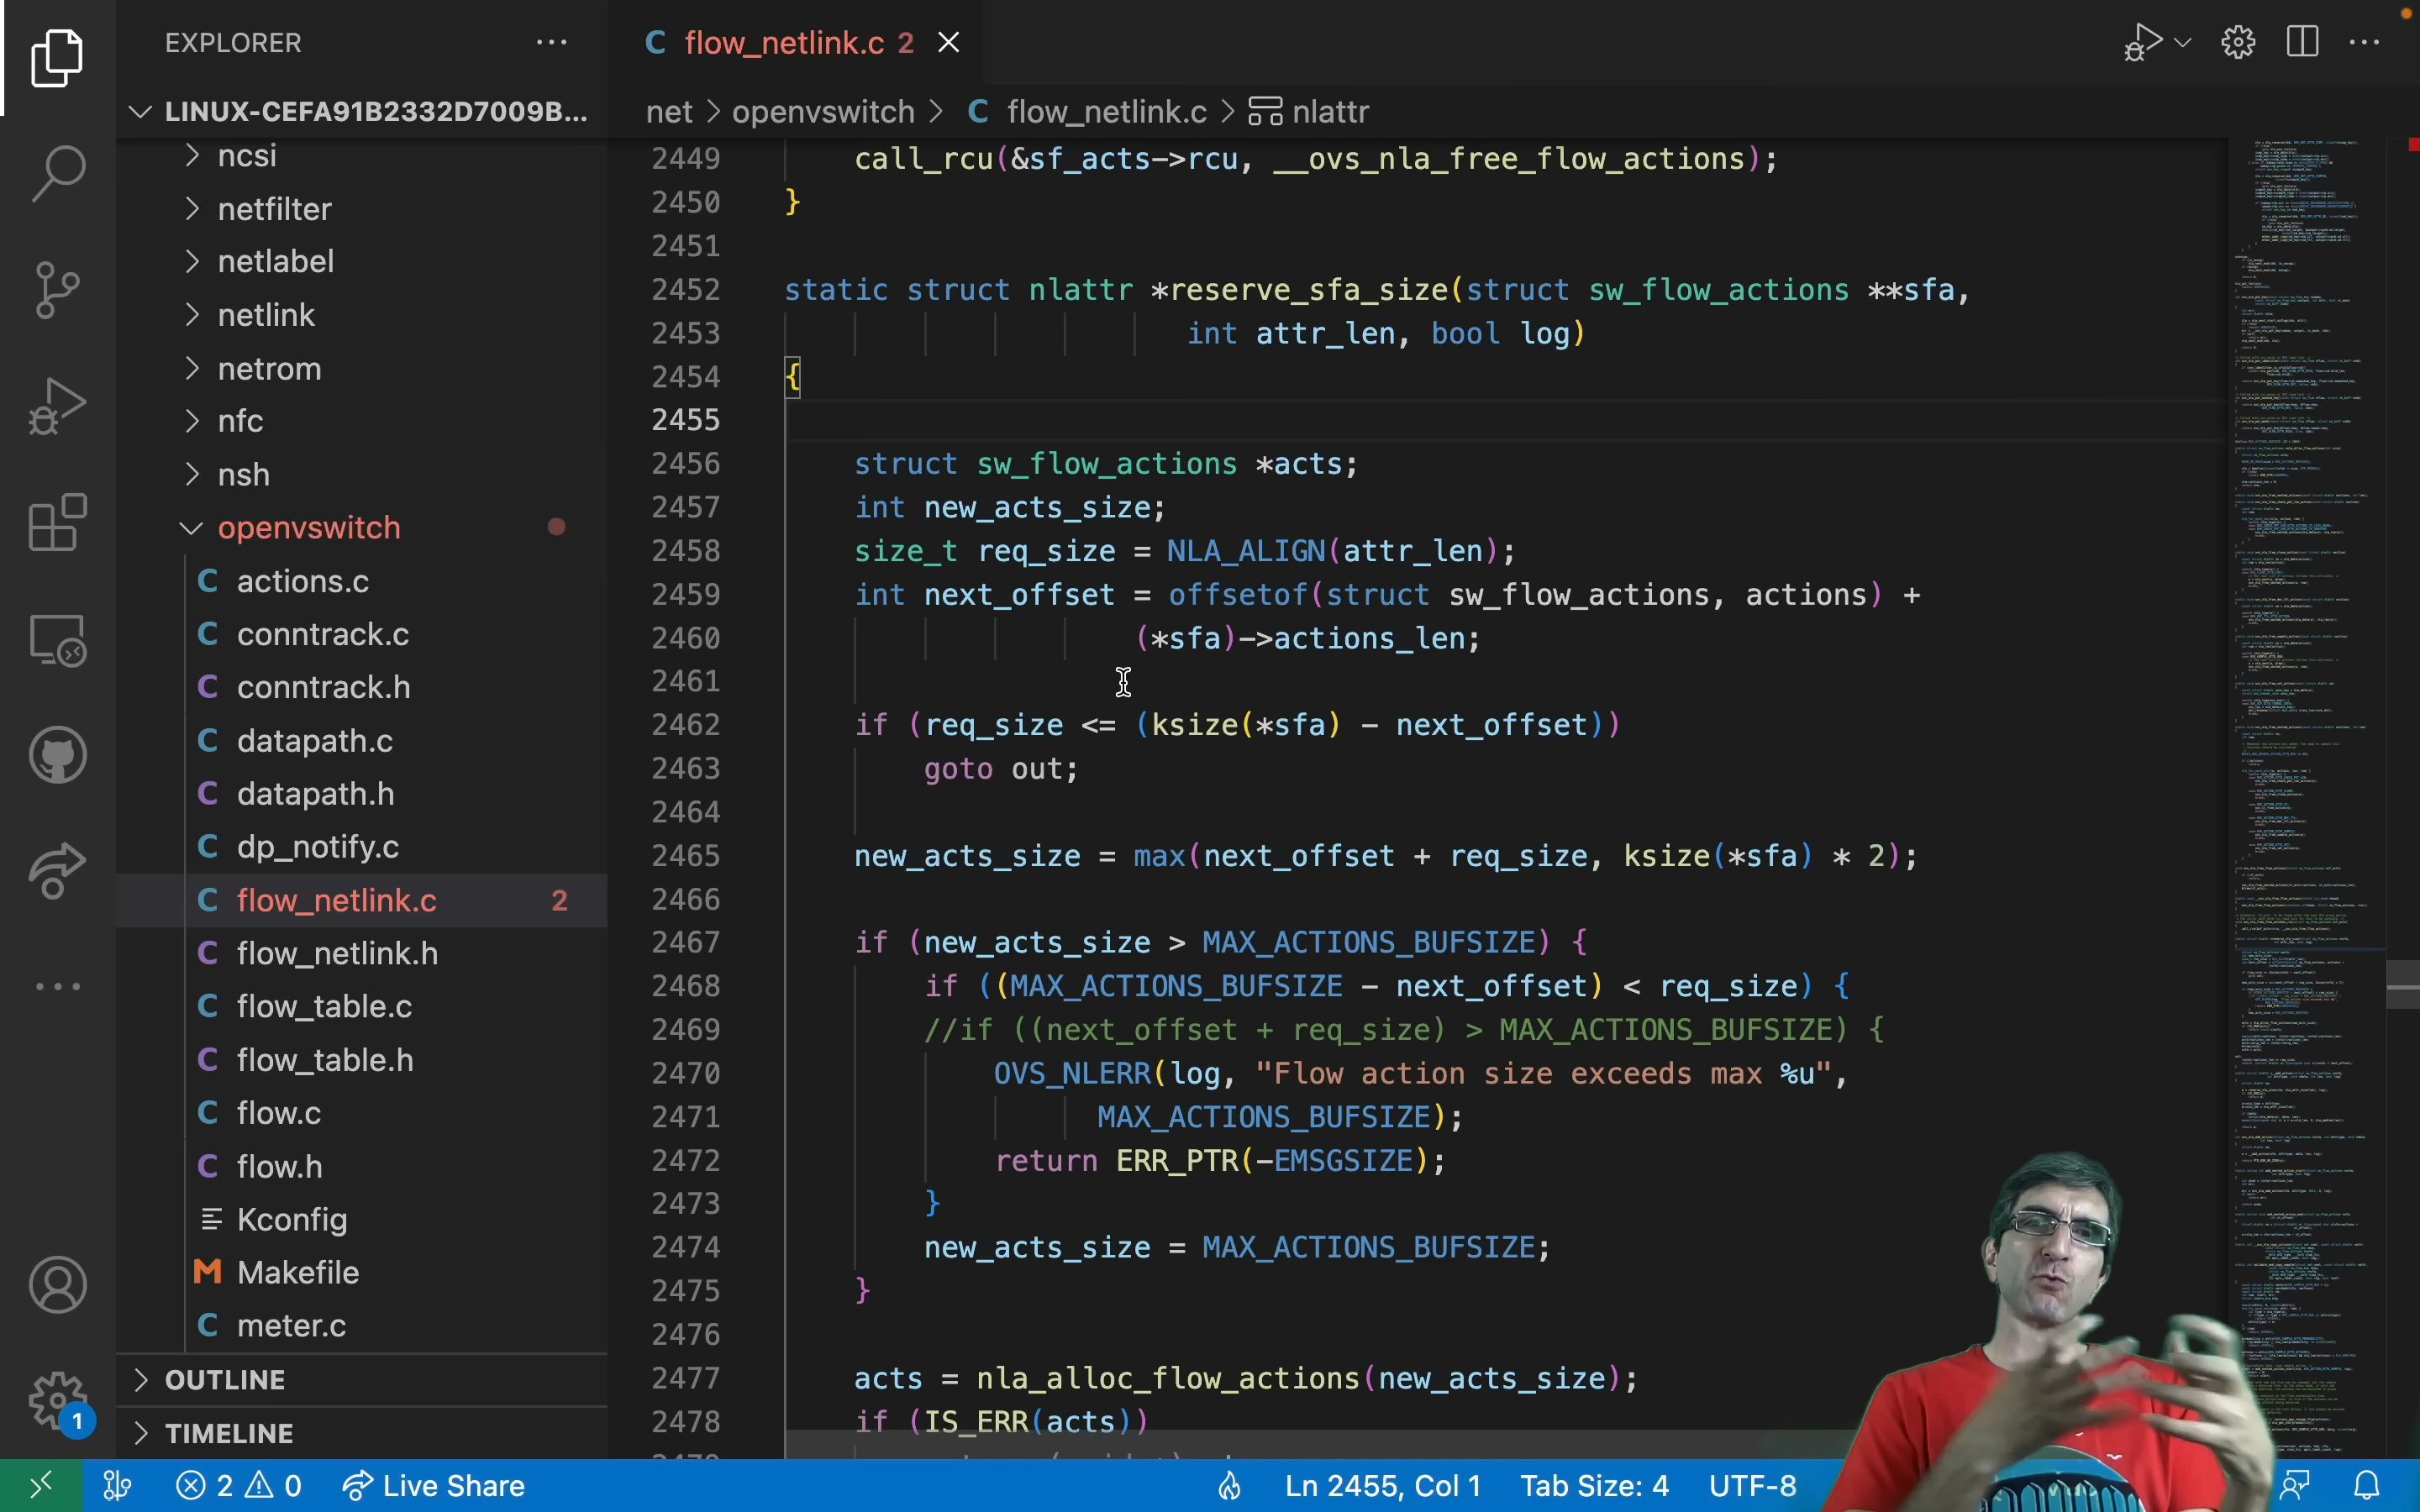 EXPLORER
LINUX-CEFA91B2332D7009B...
ncsi
netfilter
netlabel
netlink
netrom
nfc
nsh
openvswitch
C actions.c
C conntrack.c
C conntrack.h
C datapath.c
C datapath.h
C dp_notify.c
C flow_netlink.c 2
C flow_netlink.h
C flow_table.c
C flow_table.h
C flow.c
C flow.h
Kconfig
M Makefile
C meter.c
OUTLINE
TIMELINE
1
C flow_netlink.c 2
net > openvswitch > C flow_netlink.c > nlattr
2449 call_rcu(&sf_acts->rcu, __ovs_nla_free_flow_actions);
2450 }
2451
2452 static struct nlattr *reserve_sfa_size(struct sw_flow_actions **sfa,
2453 int attr_len, bool log)
2454 {
2455
2456 struct sw_flow_actions *acts;
2457 int new_acts_size;
2458 size_t req_size = NLA_ALIGN(attr_len);
2459 int next_offset = offsetof(struct sw_flow_actions, actions) +
2460 (*sfa)->actions_len;
2461
2462 if (req_size <= (ksize(*sfa) - next_offset))
2463 goto out;
2464
2465 new_acts_size = max(next_offset + req_size, ksize(*sfa) * 2);
2466
2467 if (new_acts_size > MAX_ACTIONS_BUFSIZE) {
2468 if ((MAX_ACTIONS_BUFSIZE - next_offset) < req_size) {
2469 //if ((next_offset + req_size) > MAX_ACTIONS_BUFSIZE) {
2470 OVS_NLERR(log, "Flow action size exceeds max %u",
2471 MAX_ACTIONS_BUFSIZE);
2472 return ERR_PTR(-EMSGSIZE);
2473 }
2474 new_acts_size = MAX_ACTIONS_BUFSIZE;
2475 }
2476
2477 acts = nla_alloc_flow_actions(new_acts_size);
2478 if (IS_ERR(acts))
2 0 Live Share
Ln 2455, Col 1 Tab Size: 4 UTF-8